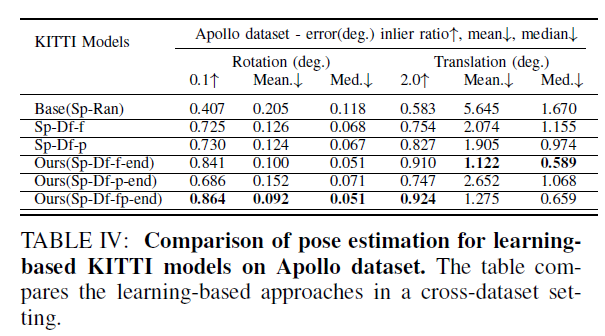 KITTI Models Apollo dataset - error(deg.) inlier ratio↑, mean↓, median↓
Rotation (deg.) Translation (deg.)
0.1↑ Mean.↓ Med.↓ 2.0↑ Mean.↓ Med.↓
Base(Sp-Ran) 0.407 0.205 0.118 0.583 5.645 1.670
Sp-Df-f 0.725 0.126 0.068 0.754 2.074 1.155
Sp-Df-p 0.730 0.124 0.067 0.827 1.905 0.974
Ours(Sp-Df-f-end) 0.841 0.100 0.051 0.910 1.122 0.589
Ours(Sp-Df-p-end) 0.686 0.152 0.071 0.747 2.652 1.068
Ours(Sp-Df-fp-end) 0.864 0.092 0.051 0.924 1.275 0.659
TABLE IV: Comparison of pose estimation for learning-
based KITTI models on Apollo dataset. The table com-
pares the learning-based approaches in a cross-dataset set-
ting.